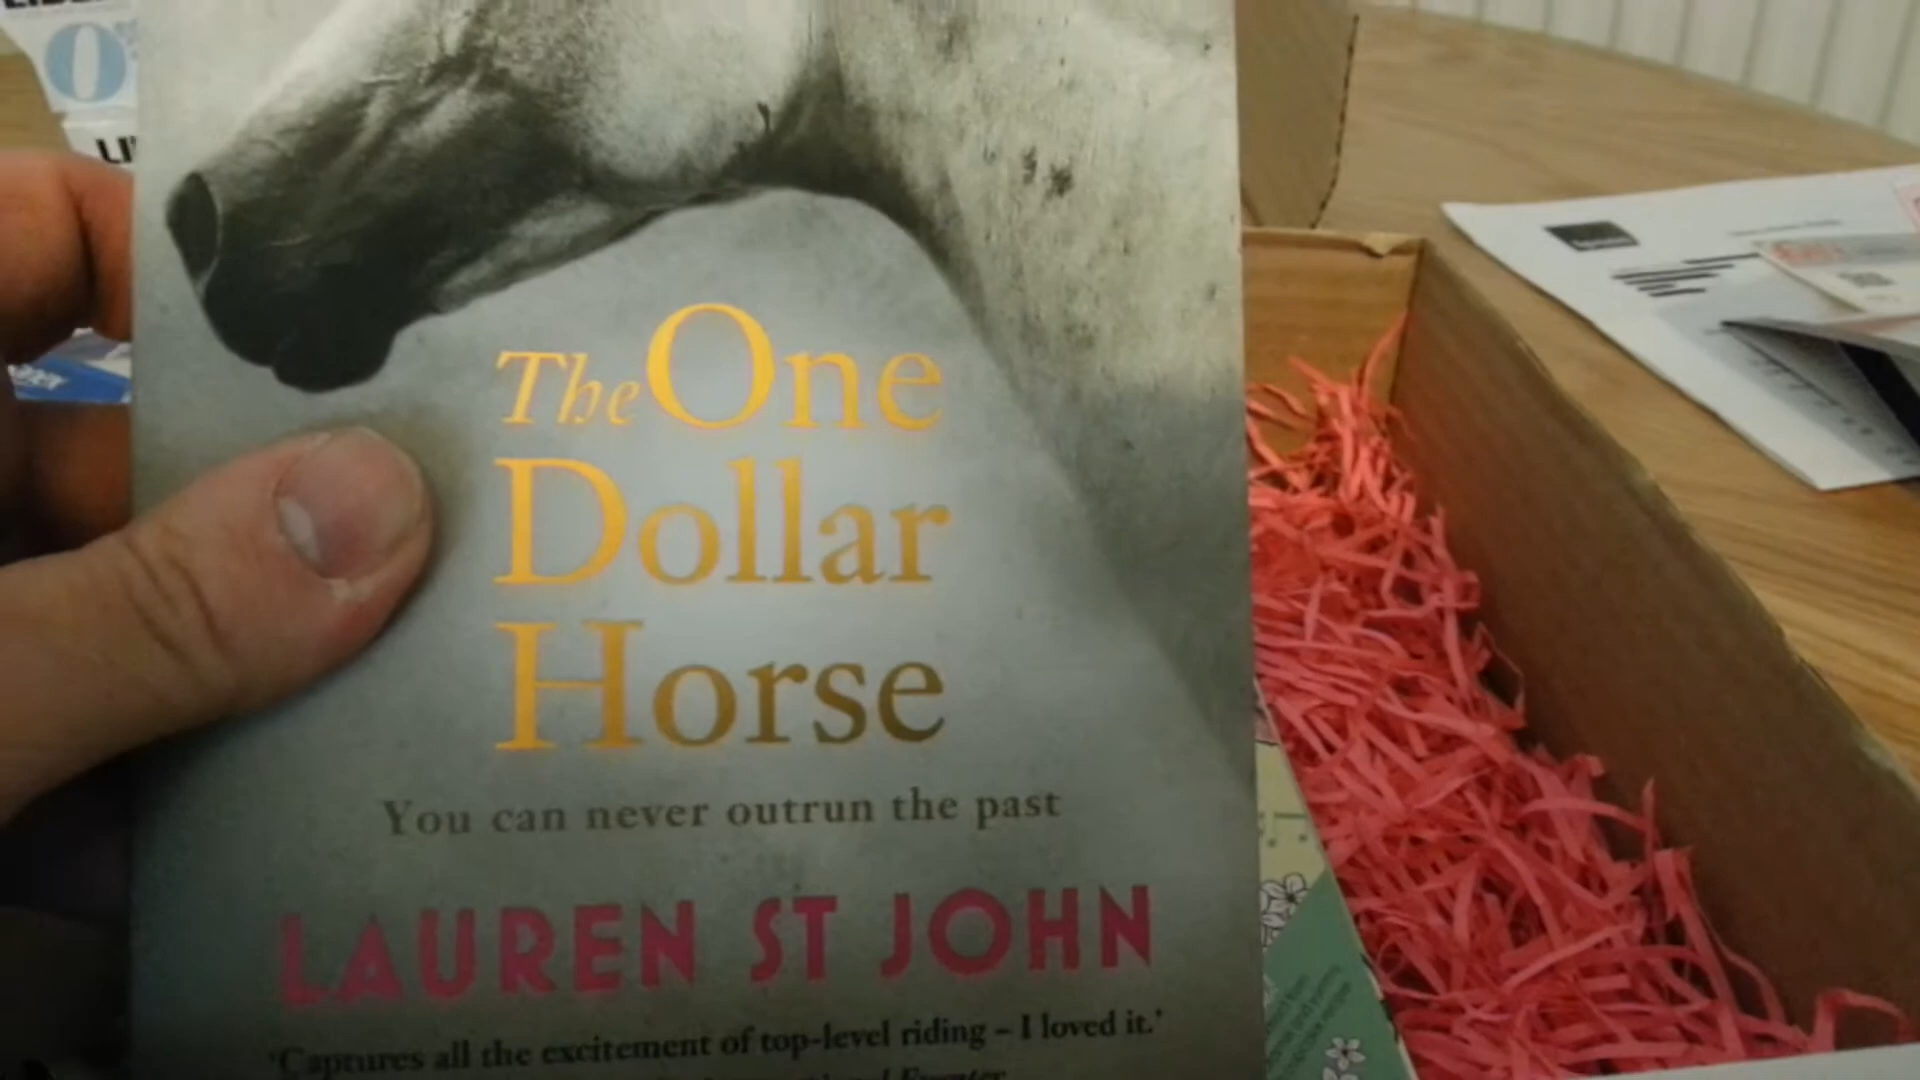 The One
Dollar
Horse
You can never outrun the past
LAUREN ST JOHN
'Captures all the excitement of top-level riding – I loved it.'
Eventer